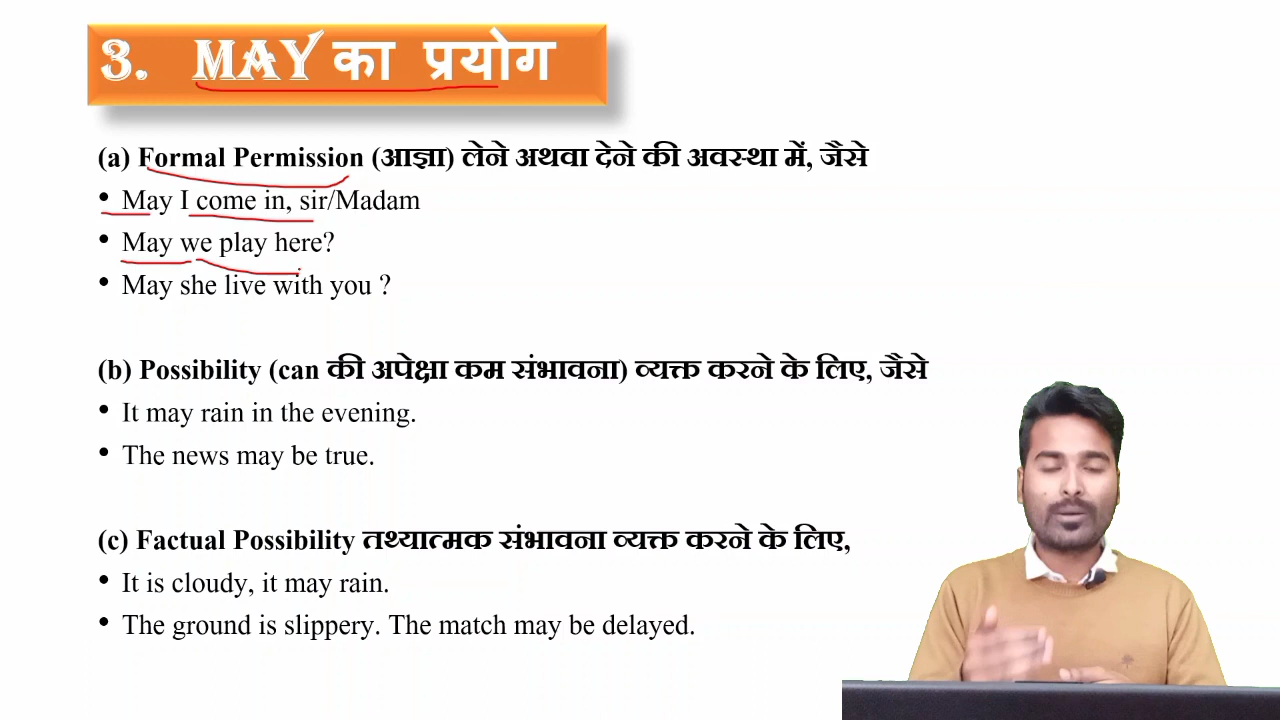 3. MAY का प्रयोग
(a) Formal Permission (आज्ञा) लेने अथवा देने की अवस्था में, जैसे
• May I come in, sir/Madam
• May we play here?
• May she live with you ?
(b) Possibility (can की अपेक्षा कम संभावना) व्यक्त करने के लिए, जैसे
• It may rain in the evening.
• The news may be true.
(c) Factual Possibility तथ्यात्मक संभावना व्यक्त करने के लिए,
• It is cloudy, it may rain.
• The ground is slippery. The match may be delayed.